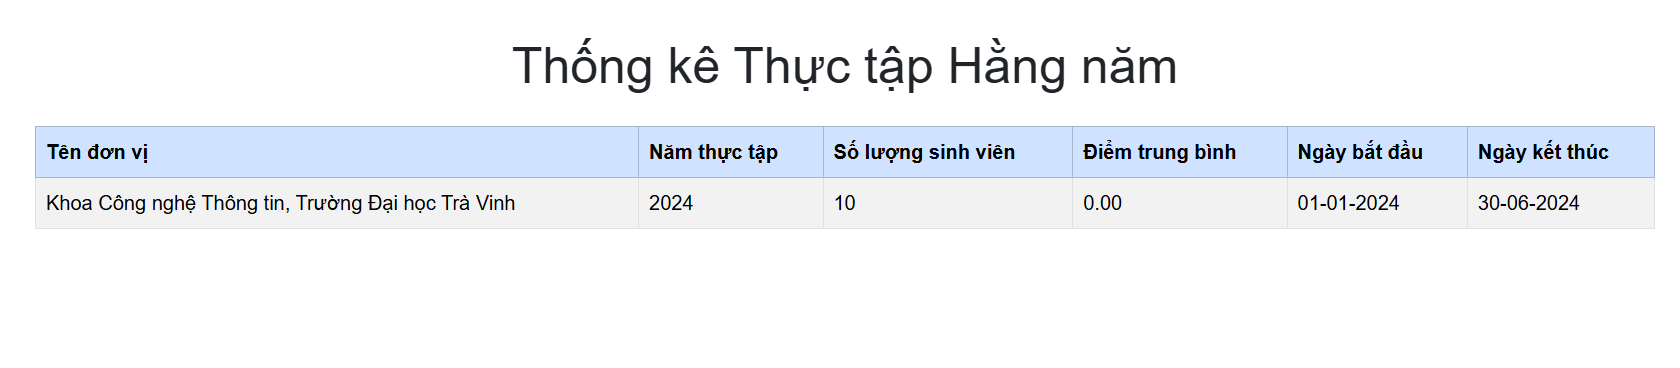 Thống kê Thực tập Hằng năm
Tên đơn vị Năm thực tập Số lượng sinh viên Điểm trung bình Ngày bắt đầu Ngày kết thúc
Khoa Công nghệ Thông tin, Trường Đại học Trà Vinh 2024 10 0.00 01-01-2024 30-06-2024